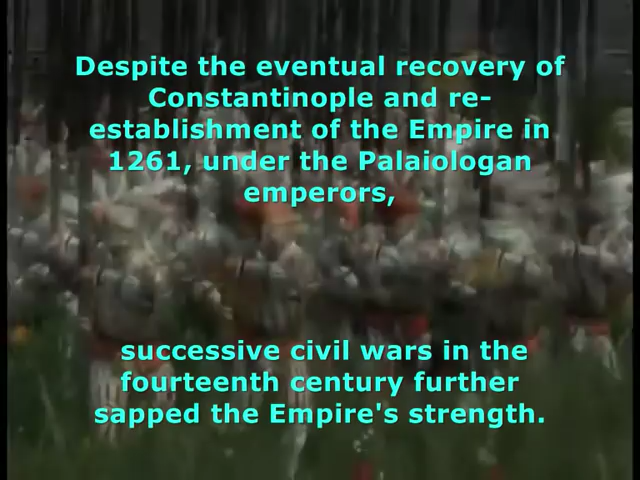 Despite the eventual recovery of
Constantinople and re-
establishment of the Empire in
1261, under the Palaiologan
emperors,
successive civil wars in the
fourteenth century further
sapped the Empire's strength.